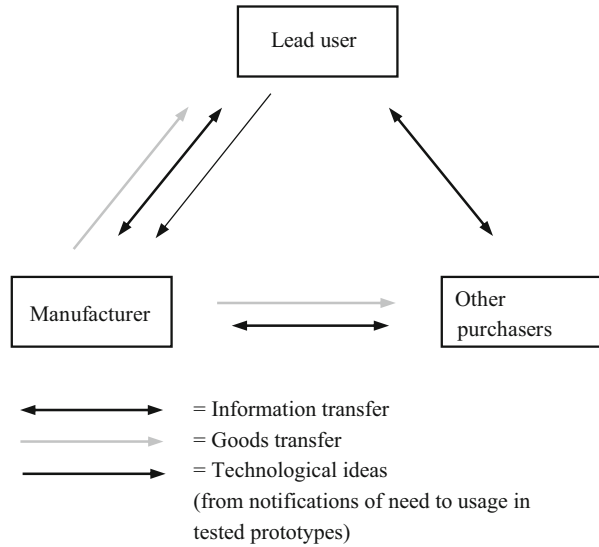 Lead user
Manufacturer
Other
purchasers
= Information transfer
= Goods transfer
= Technological ideas
(from notifications of need to usage in
tested prototypes)